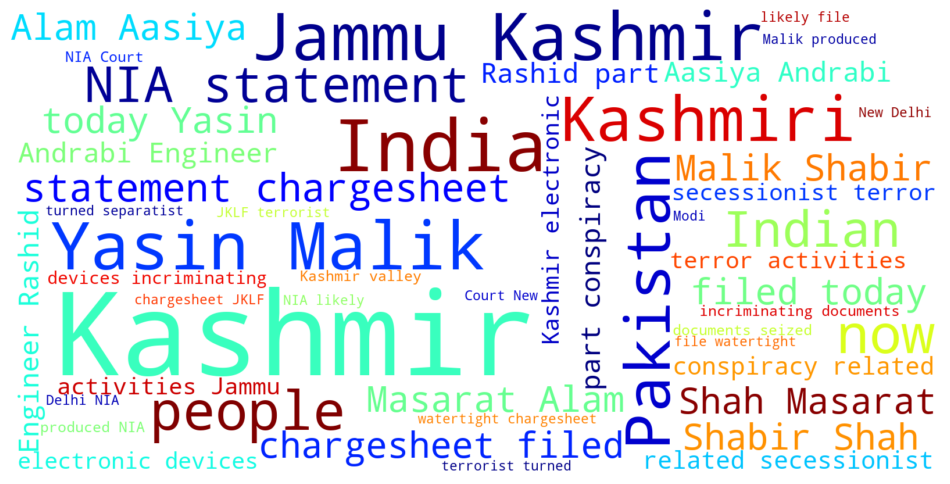 Alam Aasiya
Jammu Kashmir
likely file
Malik produced
NIA Court
NIA statement
Rashid part
Aasiya Andrabi
today Yasin
India
Kashmiri
New Delhi
Andrabi Engineer
Kashmir electronic
part conspiracy
Pakistan
Malik Shabir
statement chargesheet
secessionist terror
turned separatist
JKLF terrorist
Modi
Engineer Rashid
Yasin Malik
Indian
terror activities
devices incriminating
Kashmir valley
filed today
chargesheet JKLF
NIA likely
Court New
incriminating documents
Kashmir
now
documents seized
file watertight
conspiracy related
activities Jammu
Delhi NIA
people
Masarat Alam
Shah Masarat
watertight chargesheet
produced NIA
chargesheet filed
Shabir Shah
electronic devices
terrorist turned
related secessionist